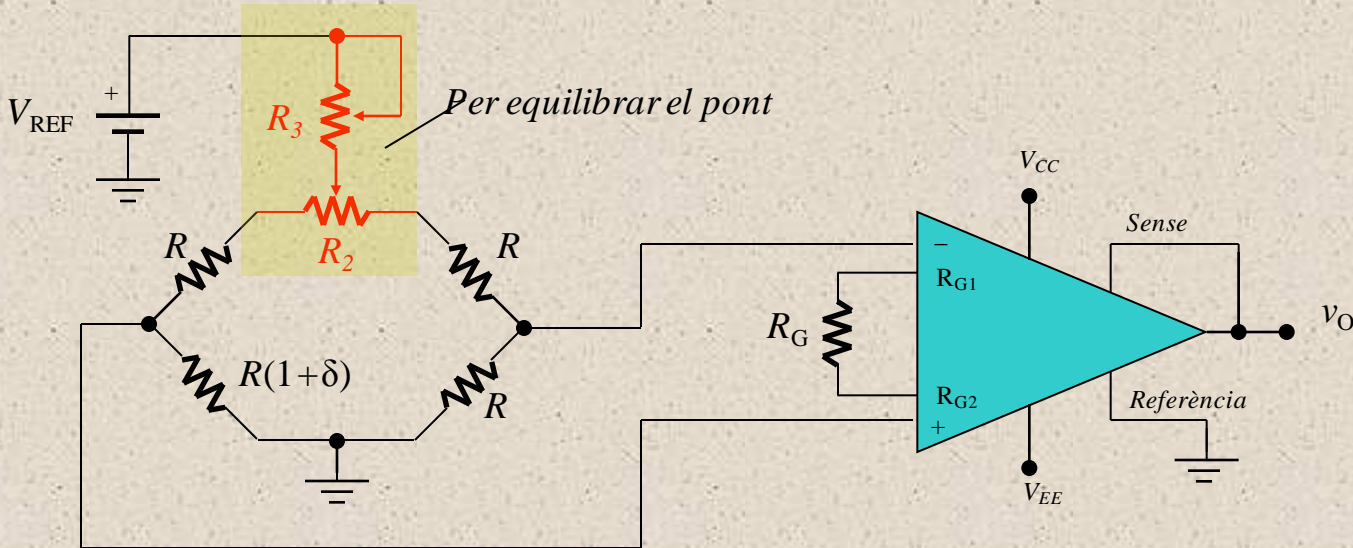 +
V_REF
R_3
Per equilibrar el pont
R_2
R
R
R(1+δ)
R
V_CC
Sense
−
R_G1
R_G
R_G2
+
v_O
Referència
V_EE